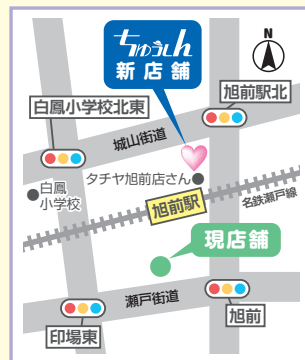 ちゅうしん
新店舗
N
旭前駅北
白鳳小学校北東
城山街道
タチヤ旭前店さん
白鳳
小学校
旭前駅
名鉄瀬戸線
現店舗
瀬戸街道
旭前
印場東